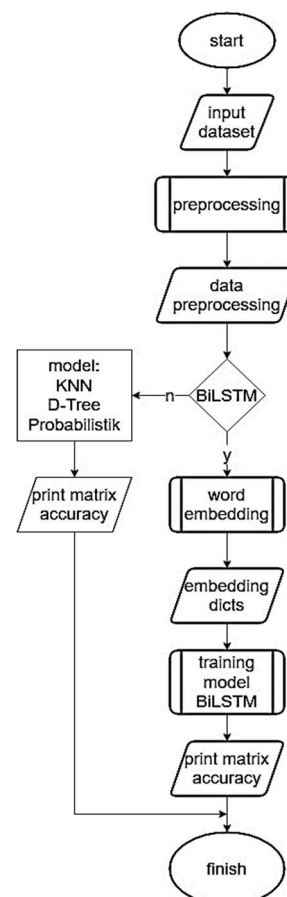 start
input
dataset
preprocessing
data
preprocessing
BiLSTM
n
model:
KNN
D-Tree
Probabilistik
print matrix
accuracy
y
word
embedding
embedding
dicts
training
model
BiLSTM
print matrix
accuracy
finish